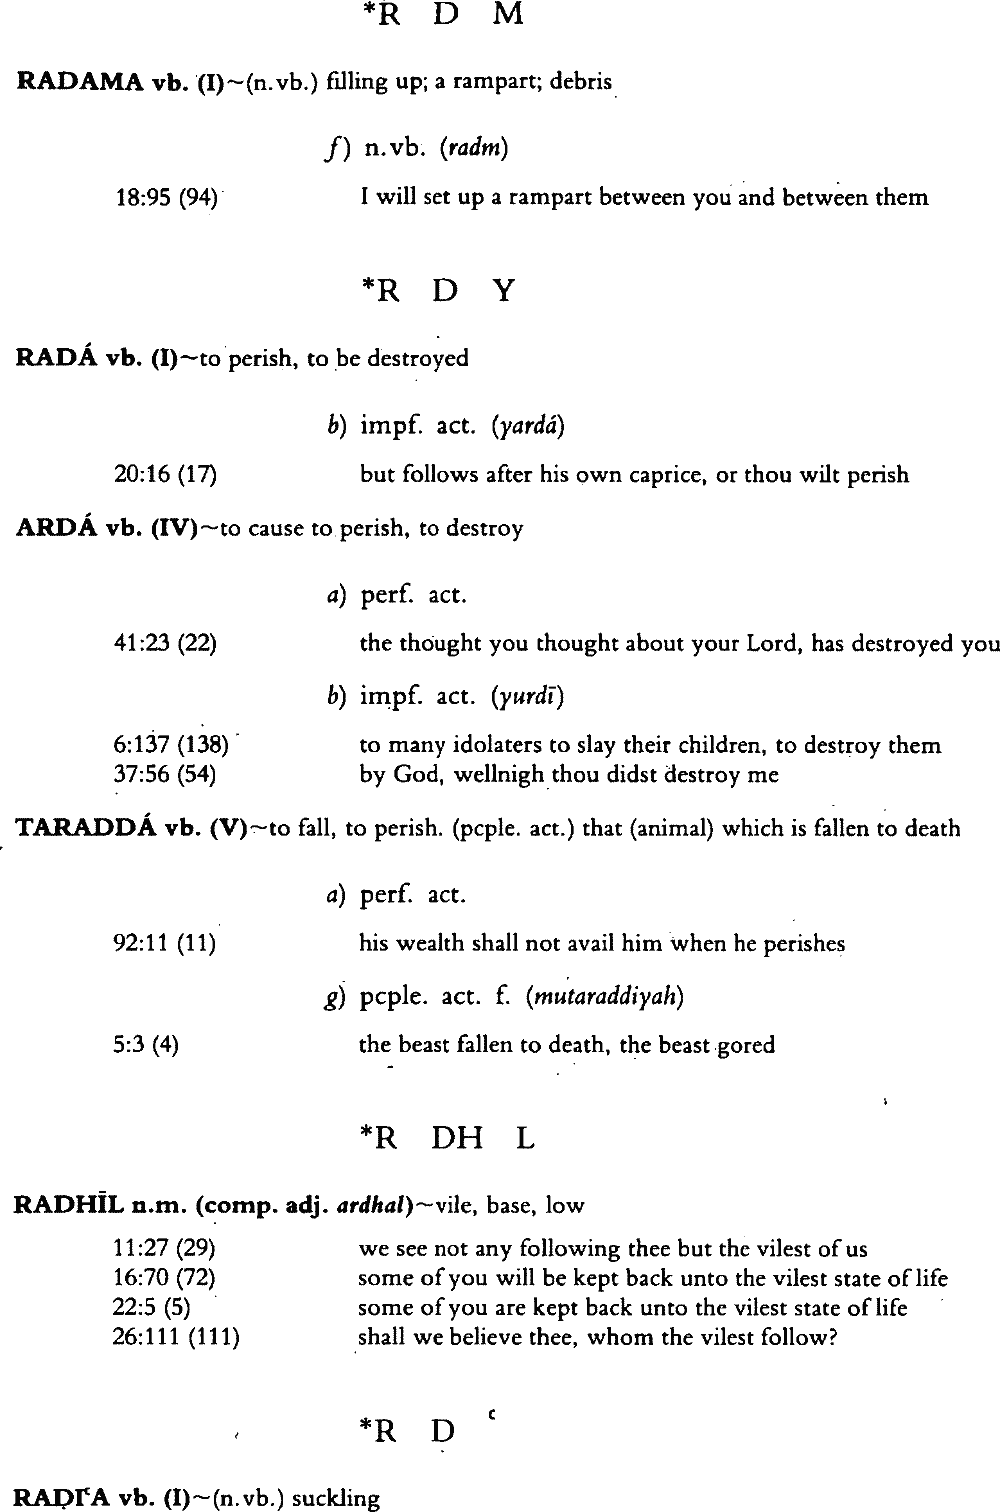 *R D M
RADAMA vb. (I)~(n.vb.) filling up; a rampart; debris
f) n.vb. (radm)
18:95 (94) I will set up a rampart between you and between them
*R D Y
RADÁ vb. (I)~to perish, to be destroyed
b) impf. act. (yardá)
20:16 (17) but follows after his own caprice, or thou wilt perish
ARDÁ vb. (IV)~to cause to perish, to destroy
a) perf. act.
41:23 (22) the thought you thought about your Lord, has destroyed you
b) impf. act. (yurdī)
6:137 (138) to many idolaters to slay their children, to destroy them
37:56 (54) by God, wellnigh thou didst destroy me
TARADDÁ vb. (V)~to fall, to perish. (pcple. act.) that (animal) which is fallen to death
a) perf. act.
92:11 (11) his wealth shall not avail him when he perishes
g) pcple. act. f. (mutaraddiyah)
5:3 (4) the beast fallen to death, the beast gored
*R DH L
RADHĪL n.m. (comp. adj. ardhal)~vile, base, low
11:27 (29) we see not any following thee but the vilest of us
16:70 (72) some of you will be kept back unto the vilest state of life
22:5 (5) some of you are kept back unto the vilest state of life
26:111 (111) shall we believe thee, whom the vilest follow?
*R Ḍ ʿ
RAḌIʿA vb. (I)~(n.vb.) suckling